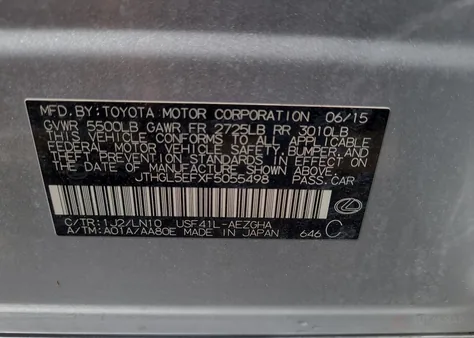 MFD.BY:TOYOTA MOTOR CORPORATION 06/15
GVWR 5500LB GAWR FR 2725LB RR 3010LB
THIS VEHICLE CONFORMS TO ALL APPLICABLE
FEDERAL MOTOR VEHICLE SAFETY, BUMPER, AND
THEFT PREVENTION STANDARDS IN EFFECT ON
THE DATE OF MANUFACTURE SHOWN ABOVE.
JTHGL5EFXF5055498 PASS.CAR
C/TR:1J2/LN10 USF41L-AEZGHA
A/TM:A01A/AA80E MADE IN JAPAN 646 C